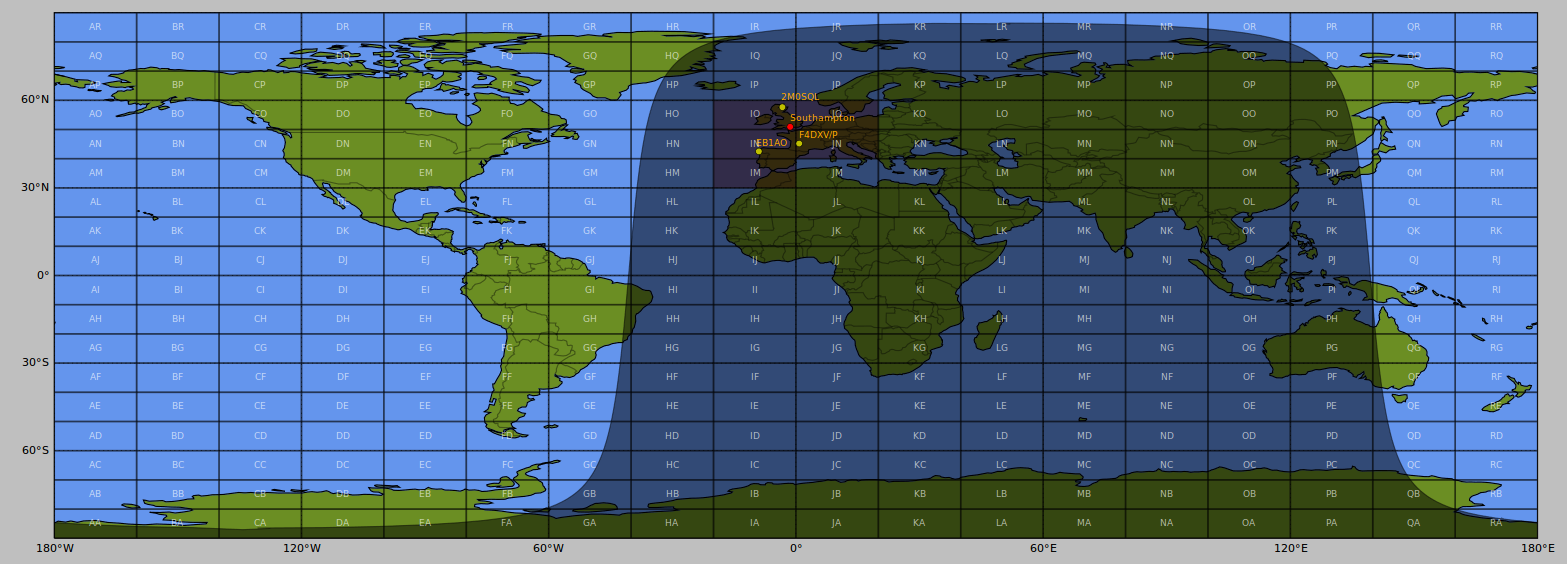 AR BR CR DR ER FR GR HR IR JR KR LR MR NR OR PR QR RR
AQ BQ CQ DQ EQ FQ GQ HQ IQ JQ KQ LQ MQ NQ OQ PQ QQ RQ
AP BP CP DP EP FP GP HP IP JP KP LP MP NP OP PP QP RP
60°N
2M0SQL
AO BO CO DO EO FO GO HO IO JO KO LO MO NO OO PO QO RO
Southampton
F4DXV/P
AN BN CN DN EN FN GN HN IN EB1AO JN KN LN MN NN ON PN QN RN
AM BM CM DM EM FM GM HM IM JM KM LM MM NM OM PM QM RM
30°N
AL BL CL DL EL FL GL HL IL JL KL LL ML NL OL PL QL RL
AK BK CK DK EK FK GK HK IK JK KK LK MK NK OK PK QK RK
AJ BJ CJ DJ EJ FJ GJ HJ IJ JJ KJ LJ MJ NJ OJ PJ QJ RJ
0°
AI BI CI DI EI FI GI HI II JI KI LI MI NI OI PI QI RI
AH BH CH DH EH FH GH HH IH JH KH LH MH NH OH PH QH RH
AG BG CG DG EG FG GG HG IG JG KG LG MG NG OG PG QG RG
30°S
AF BF CF DF EF FF GF HF IF JF KF LF MF NF OF PF QF RF
AE BE CE DE EE FE GE HE IE JE KE LE ME NE OE PE QE RE
AD BD CD DD ED FD GD HD ID JD KD LD MD ND OD PD QD RD
60°S
AC BC CC DC EC FC GC HC IC JC KC LC MC NC OC PC QC RC
AB BB CB DB EB FB GB HB IB JB KB LB MB NB OB PB QB RB
AA BA CA DA EA FA GA HA IA JA KA LA MA NA OA PA QA RA
180°W 120°W 60°W 0° 60°E 120°E 180°E